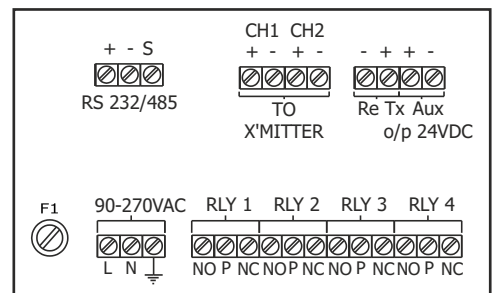 CH1 CH2
+ - S
+ - + -
- + + -
RS 232/485
TO
X'MITTER
Re Tx Aux
o/p 24VDC
F1
90-270VAC
RLY 1
RLY 2
RLY 3
RLY 4
L N
NO P NC NO P NC NO P NC NO P NC